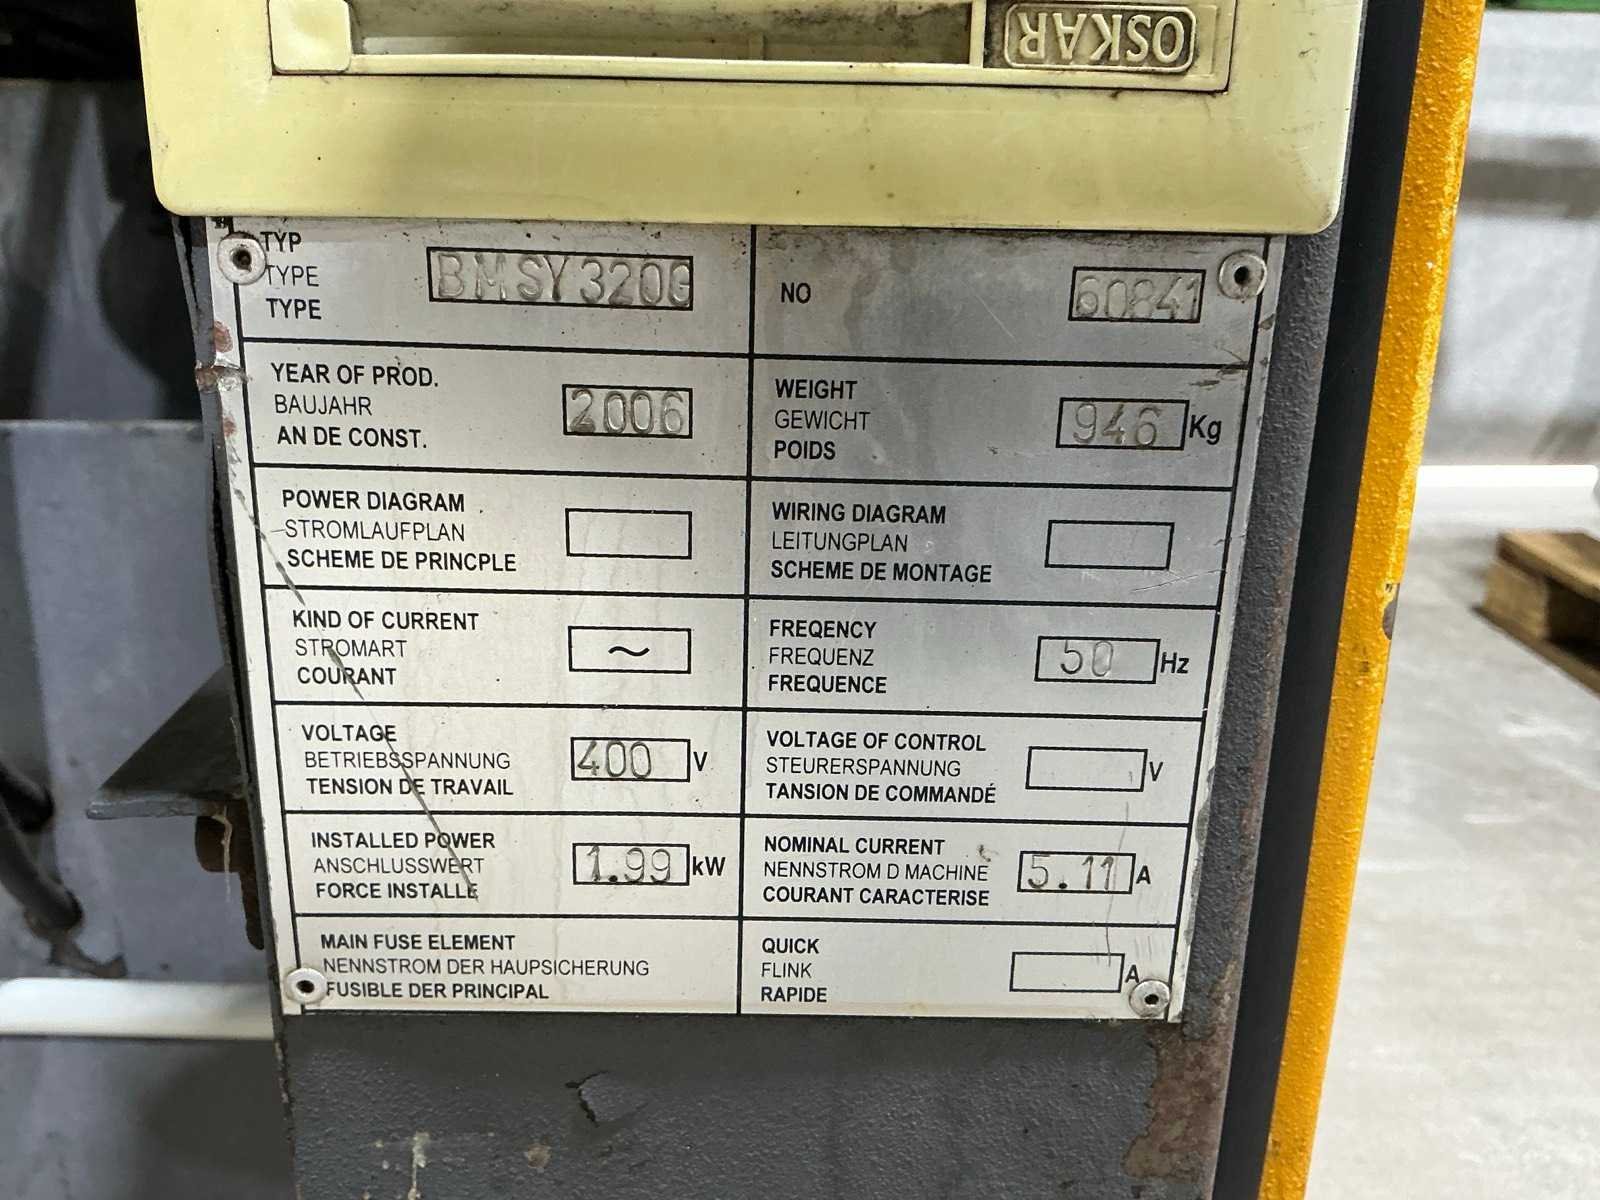 OSKAR
TYP
TYPE
TYPE
BMSY320G
NO
60841
YEAR OF PROD.
BAUJAHR
AN DE CONST.
2006
WEIGHT
GEWICHT
POIDS
946 Kg
POWER DIAGRAM
STROMLAUFPLAN
SCHEME DE PRINCPLE
WIRING DIAGRAM
LEITUNGPLAN
SCHEME DE MONTAGE
KIND OF CURRENT
STROMART
COURANT
~
FREQENCY
FREQUENZ
FREQUENCE
50 Hz
VOLTAGE
BETRIEBSSPANNUNG
TENSION DE TRAVAIL
400 V
VOLTAGE OF CONTROL
STEURERSPANNUNG
TANSION DE COMMANDÉ
V
INSTALLED POWER
ANSCHLUSSWERT
FORCE INSTALLE
1.99 kW
NOMINAL CURRENT
NENNSTROM D MACHINE
COURANT CARACTERISE
5.11 A
MAIN FUSE ELEMENT
NENNSTROM DER HAUPSICHERUNG
FUSIBLE DER PRINCIPAL
QUICK
FLINK
RAPIDE
A